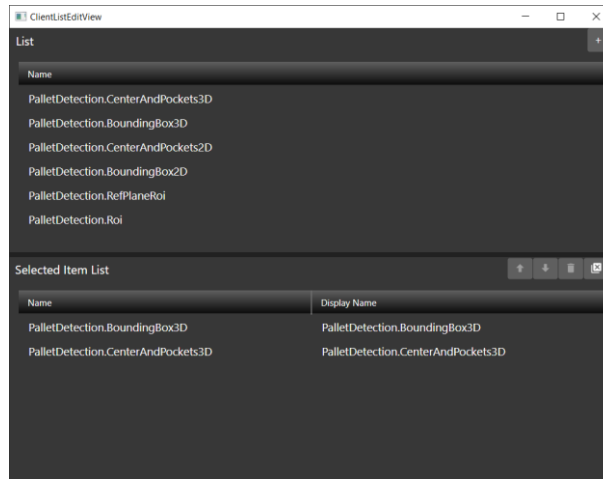 ClientListEditView
List
+
Name
PalletDetection.CenterAndPockets3D
PalletDetection.BoundingBox3D
PalletDetection.CenterAndPockets2D
PalletDetection.BoundingBox2D
PalletDetection.RefPlaneRoi
PalletDetection.Roi
Selected Item List
Name Display Name
PalletDetection.BoundingBox3D PalletDetection.BoundingBox3D
PalletDetection.CenterAndPockets3D PalletDetection.CenterAndPockets3D